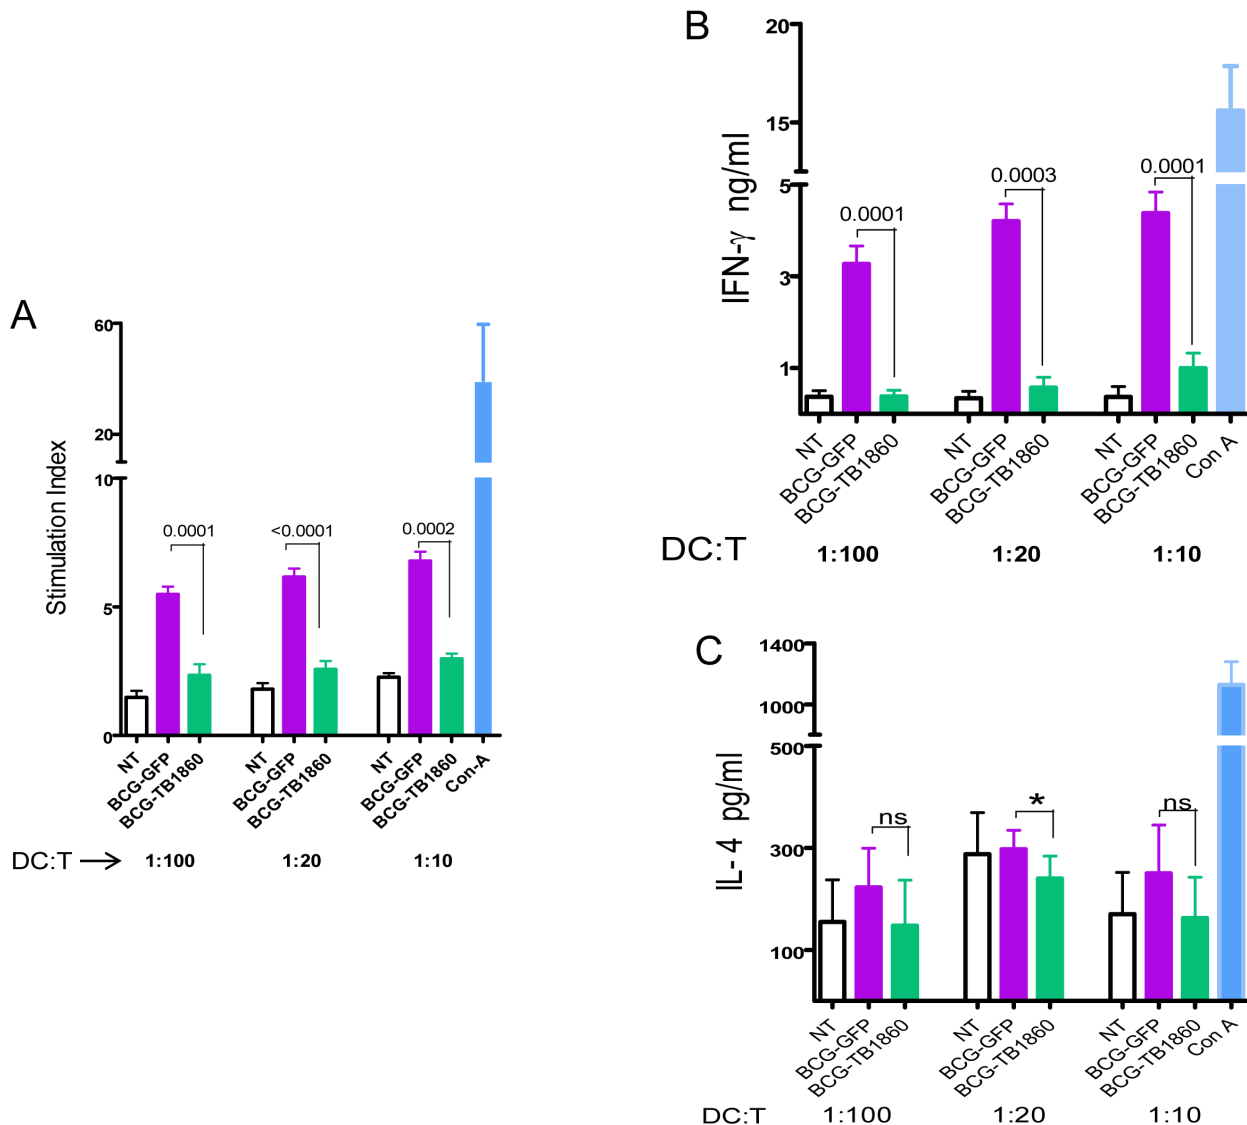 A
Stimulation Index
60
20
10
5
0
0.0001
<0.0001
0.0002
NT
BCG-GFP
BCG-TB1860
NT
BCG-GFP
BCG-TB1860
NT
BCG-GFP
BCG-TB1860
Con-A
DC:T
1:100
1:20
1:10
B
IFN-γ ng/ml
20
15
5
3
1
0.0001
0.0003
0.0001
NT
BCG-GFP
BCG-TB1860
NT
BCG-GFP
BCG-TB1860
NT
BCG-GFP
BCG-TB1860
Con A
DC:T
1:100
1:20
1:10
C
IL-4 pg/ml
1400
1000
500
300
100
ns
*
ns
NT
BCG-GFP
BCG-TB1860
NT
BCG-GFP
BCG-TB1860
NT
BCG-GFP
BCG-TB1860
Con A
DC:T
1:100
1:20
1:10